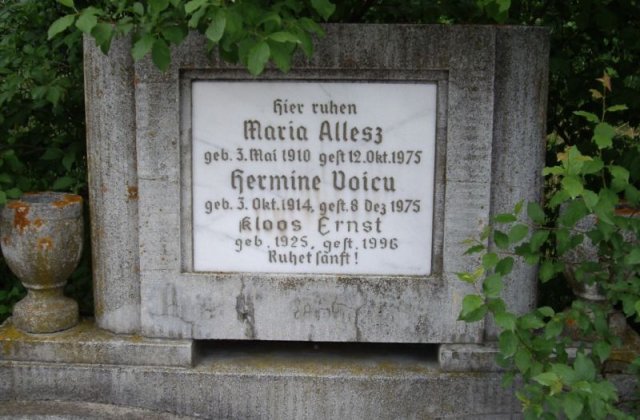 Hier ruhen
Maria Allesz
geb. 3. Mai 1910 gest 12. Okt. 1975
Hermine Voicu
geb. 3. Okt. 1914, gest. 8 Dez 1975
Kloos Ernst
geb. 1925, gest. 1996
Ruhet sanft!